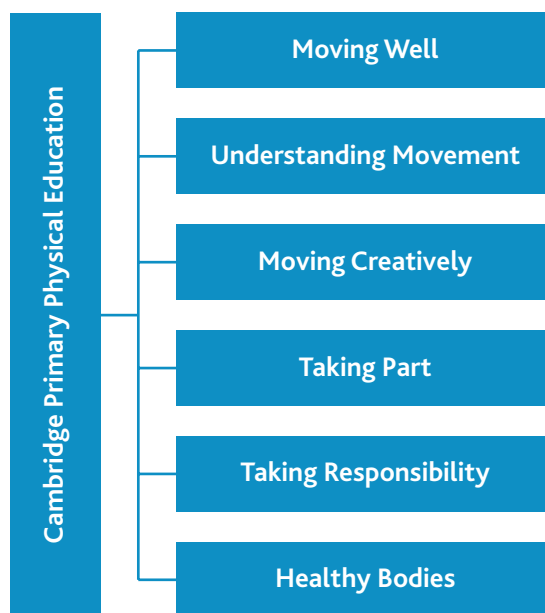 Cambridge Primary Physical Education
Moving Well
Understanding Movement
Moving Creatively
Taking Part
Taking Responsibility
Healthy Bodies